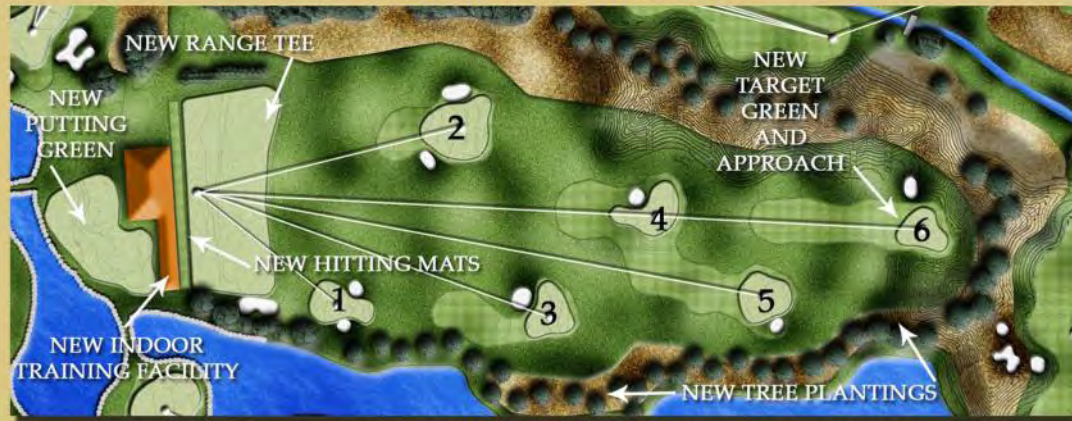 NEW RANGE TEE
NEW
PUTTING
GREEN
NEW
TARGET
GREEN
AND
APPROACH
2
4
6
NEW HITTING MATS
1
3
5
NEW INDOOR
TRAINING FACILITY
NEW TREE PLANTINGS